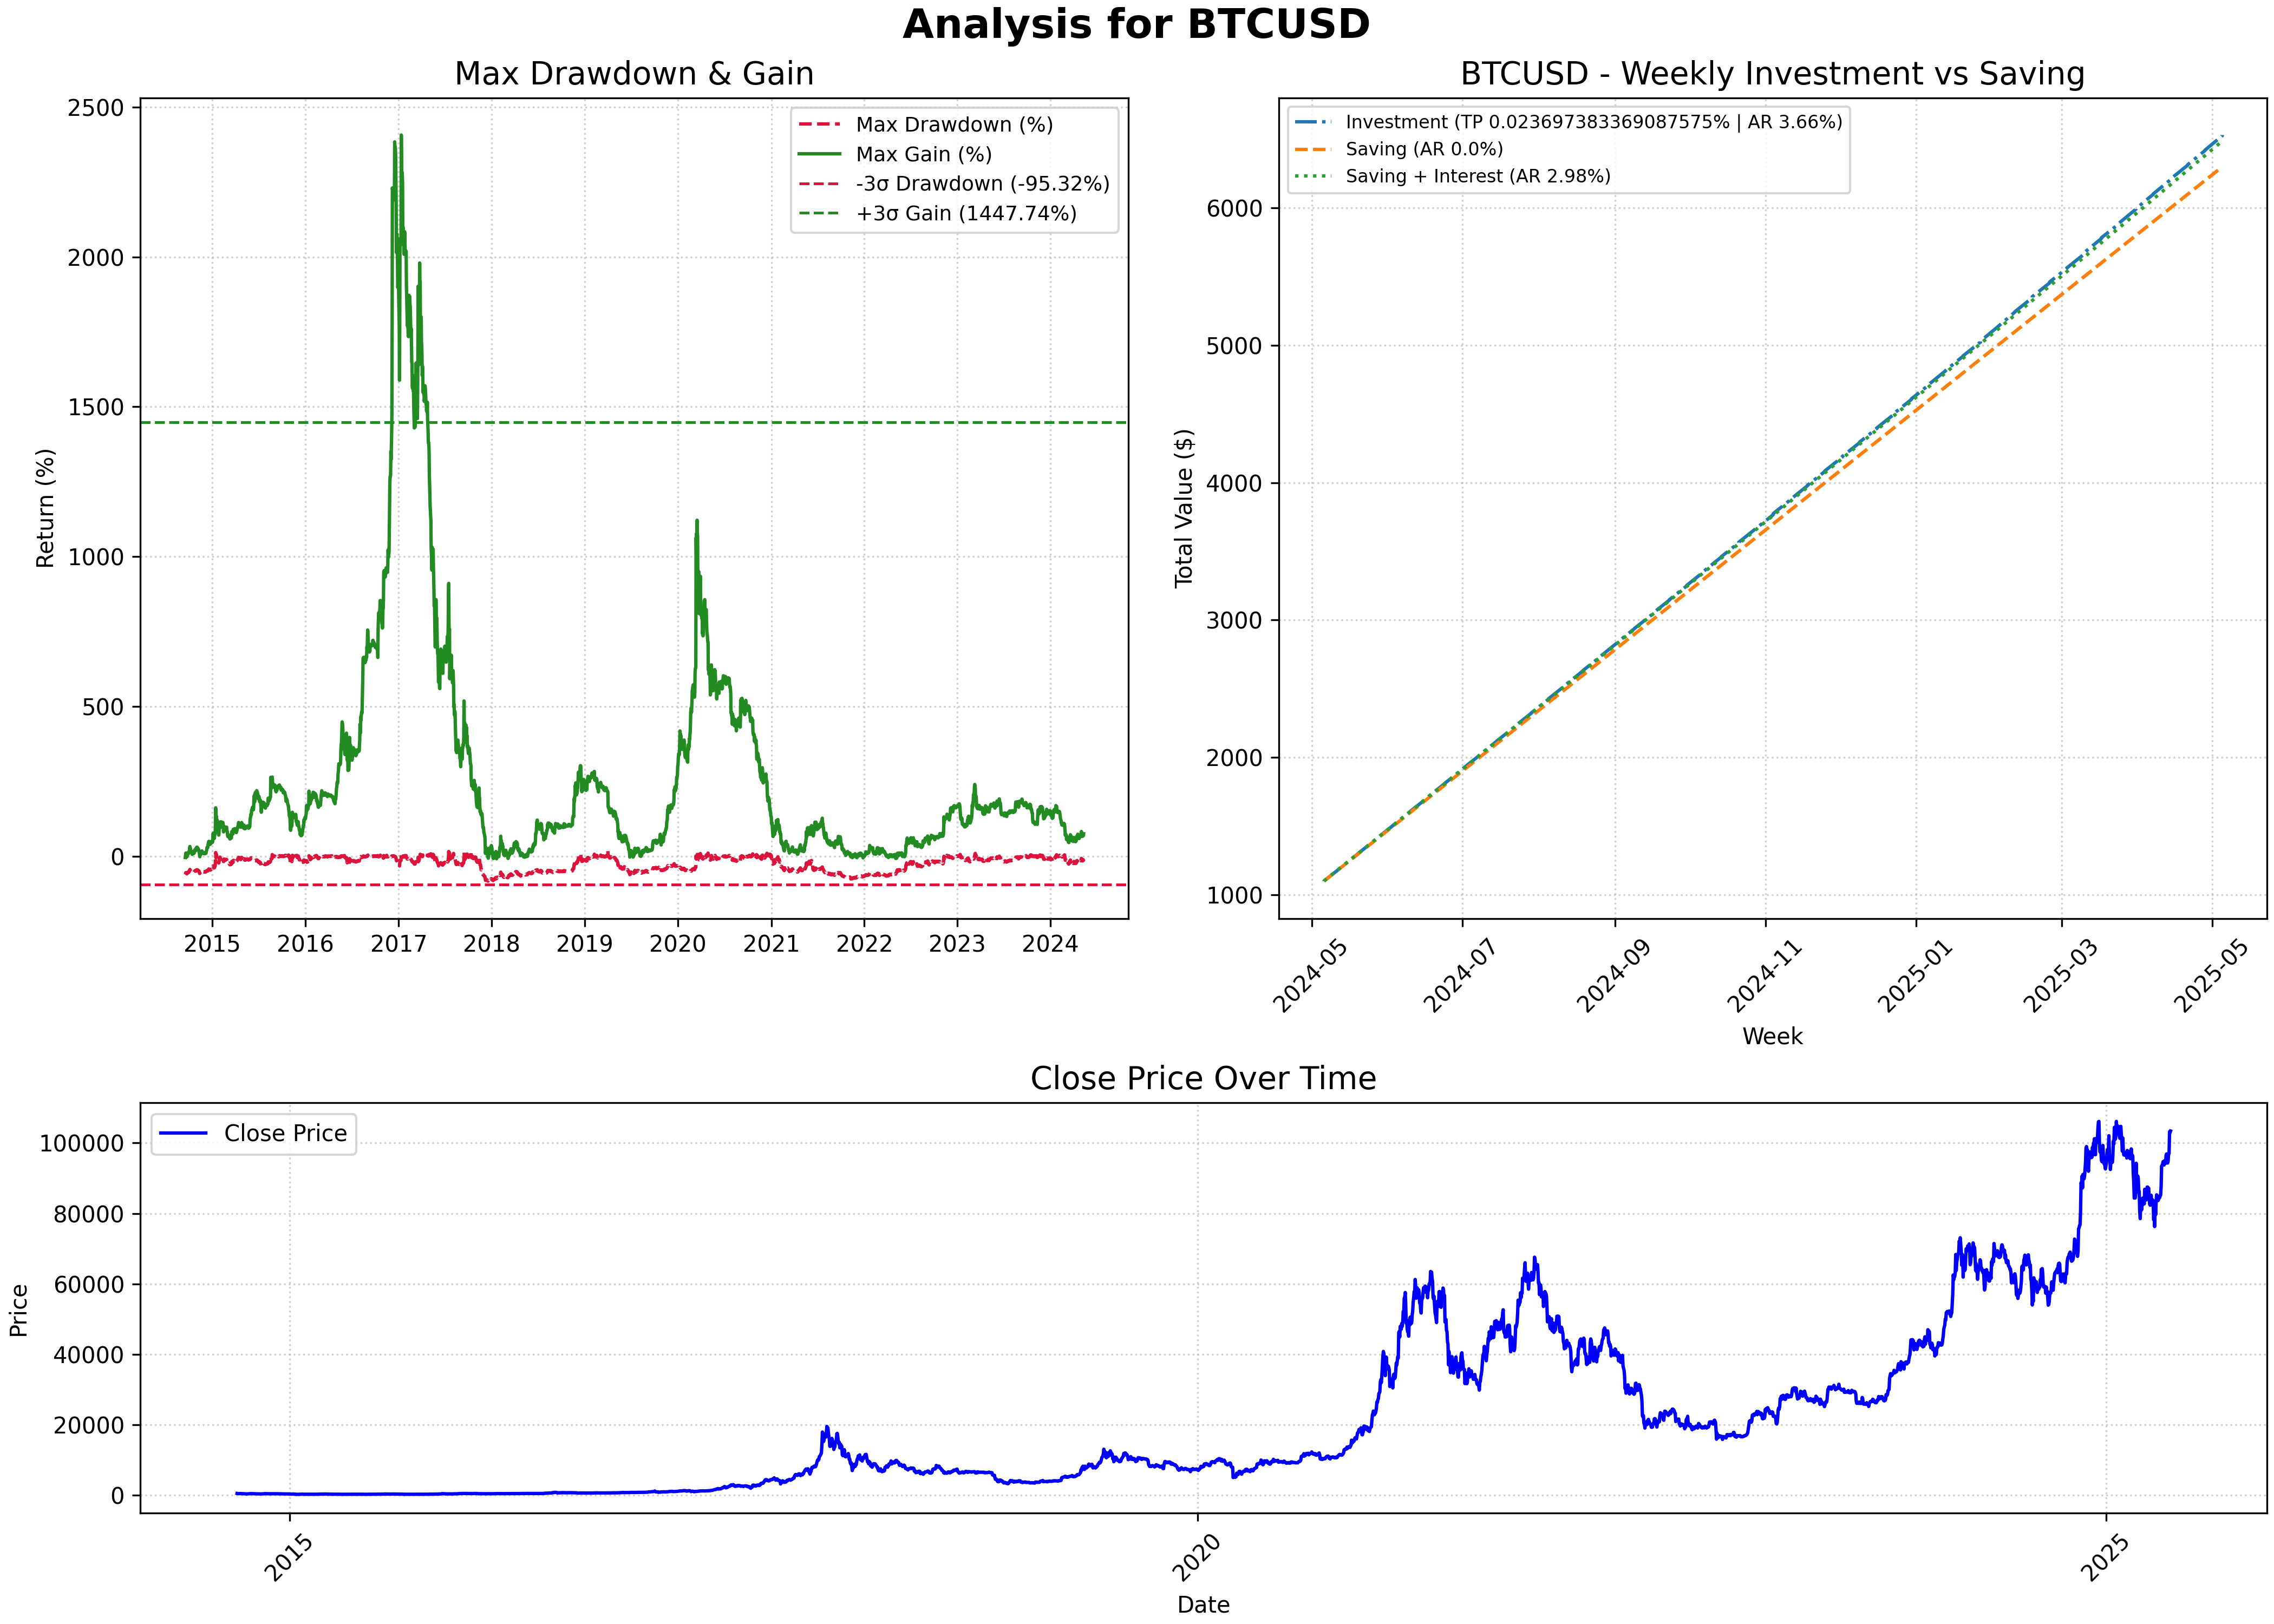 Analysis for BTCUSD
Max Drawdown & Gain
Return (%)
2500
2000
1500
1000
500
0
Max Drawdown (%)
Max Gain (%)
-3σ Drawdown (-95.32%)
+3σ Gain (1447.74%)
2015 2016 2017 2018 2019 2020 2021 2022 2023 2024
BTCUSD - Weekly Investment vs Saving
Total Value ($)
6000
5000
4000
3000
2000
1000
Investment (TP 0.023697383369087575% | AR 3.66%)
Saving (AR 0.0%)
Saving + Interest (AR 2.98%)
2024-05 2024-07 2024-09 2024-11 2025-01 2025-03 2025-05
Week
Close Price Over Time
Price
100000
80000
60000
40000
20000
0
Close Price
2015 2020 2025
Date